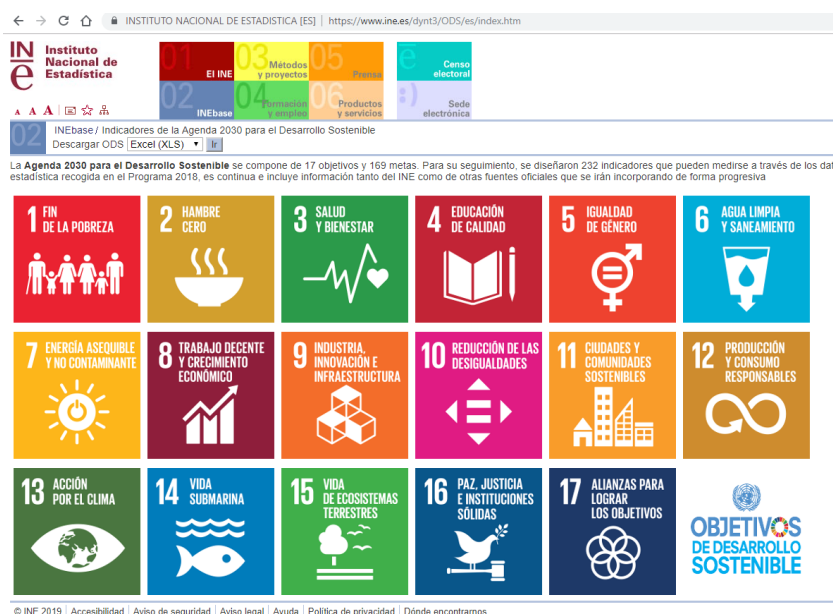 INSTITUTO NACIONAL DE ESTADISTICA [ES] | https://www.ine.es/dynt3/ODS/es/index.htm
IN
e
Instituto
Nacional de
Estadística
01
El INE
03
Métodos
y proyectos
05
Prensa
e
Censo
electoral
02
INEbase
04
Formación
y empleo
06
Productos
y servicios
:)
Sede
electrónica
A A A
02
INEbase / Indicadores de la Agenda 2030 para el Desarrollo Sostenible
Descargar ODS Excel (XLS) Ir
La Agenda 2030 para el Desarrollo Sostenible se compone de 17 objetivos y 169 metas. Para su seguimiento, se diseñaron 232 indicadores que pueden medirse a través de los dat
estadística recogida en el Programa 2018, es continua e incluye información tanto del INE como de otras fuentes oficiales que se irán incorporando de forma progresiva
1 FIN
DE LA POBREZA
2 HAMBRE
CERO
3 SALUD
Y BIENESTAR
4 EDUCACIÓN
DE CALIDAD
5 IGUALDAD
DE GÉNERO
6 AGUA LIMPIA
Y SANEAMIENTO
7 ENERGÍA ASEQUIBLE
Y NO CONTAMINANTE
8 TRABAJO DECENTE
Y CRECIMIENTO
ECONÓMICO
9 INDUSTRIA,
INNOVACIÓN E
INFRAESTRUCTURA
10 REDUCCIÓN DE LAS
DESIGUALDADES
11 CIUDADES Y
COMUNIDADES
SOSTENIBLES
12 PRODUCCIÓN
Y CONSUMO
RESPONSABLES
13 ACCIÓN
POR EL CLIMA
14 VIDA
SUBMARINA
15 VIDA
DE ECOSISTEMAS
TERRESTRES
16 PAZ, JUSTICIA
E INSTITUCIONES
SÓLIDAS
17 ALIANZAS PARA
LOGRAR
LOS OBJETIVOS
OBJETIVOS
DE DESARROLLO
SOSTENIBLE
© INE 2019 | Accesibilidad | Aviso de seguridad | Aviso legal | Ayuda | Política de privacidad | Dónde encontrarnos